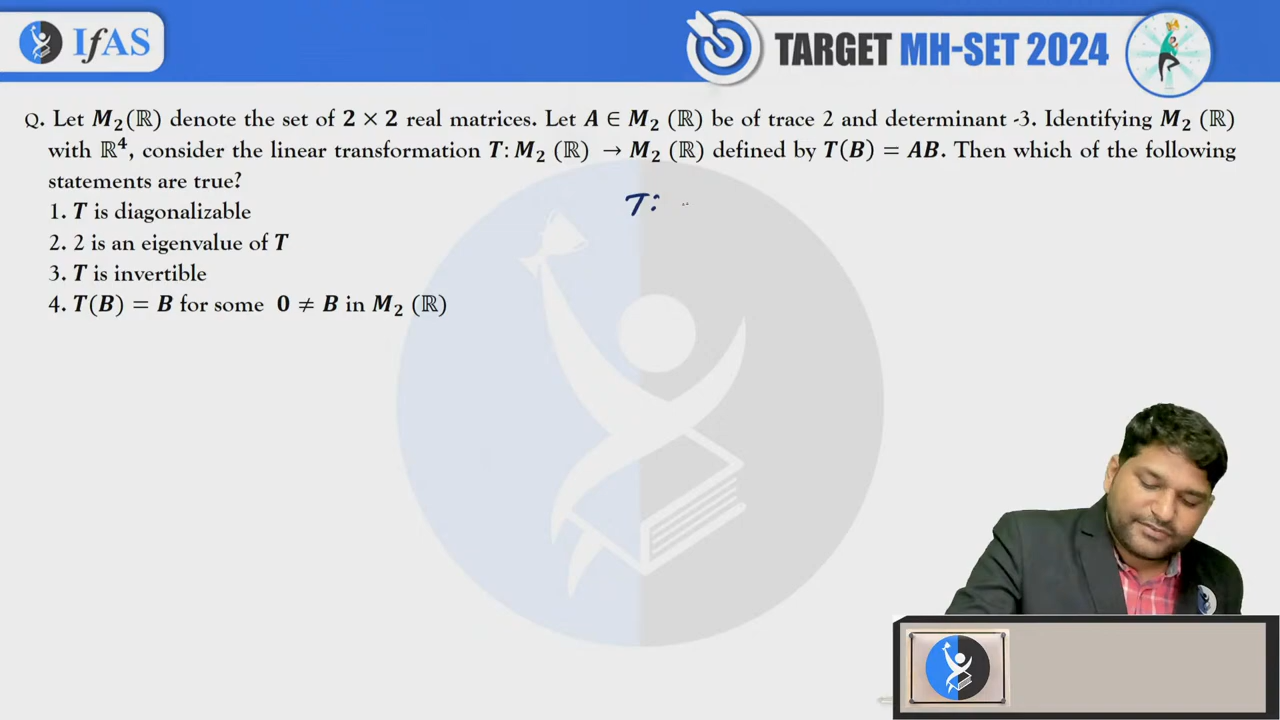 IfAS
TARGET MH-SET 2024
Q. Let M₂(ℝ) denote the set of 2 × 2 real matrices. Let A ∈ M₂ (ℝ) be of trace 2 and determinant -3. Identifying M₂ (ℝ)
with ℝ⁴, consider the linear transformation T: M₂ (ℝ) → M₂ (ℝ) defined by T(B) = AB. Then which of the following
statements are true?
1. T is diagonalizable
2. 2 is an eigenvalue of T
3. T is invertible
4. T(B) = B for some 0 ≠ B in M₂ (ℝ)
T: